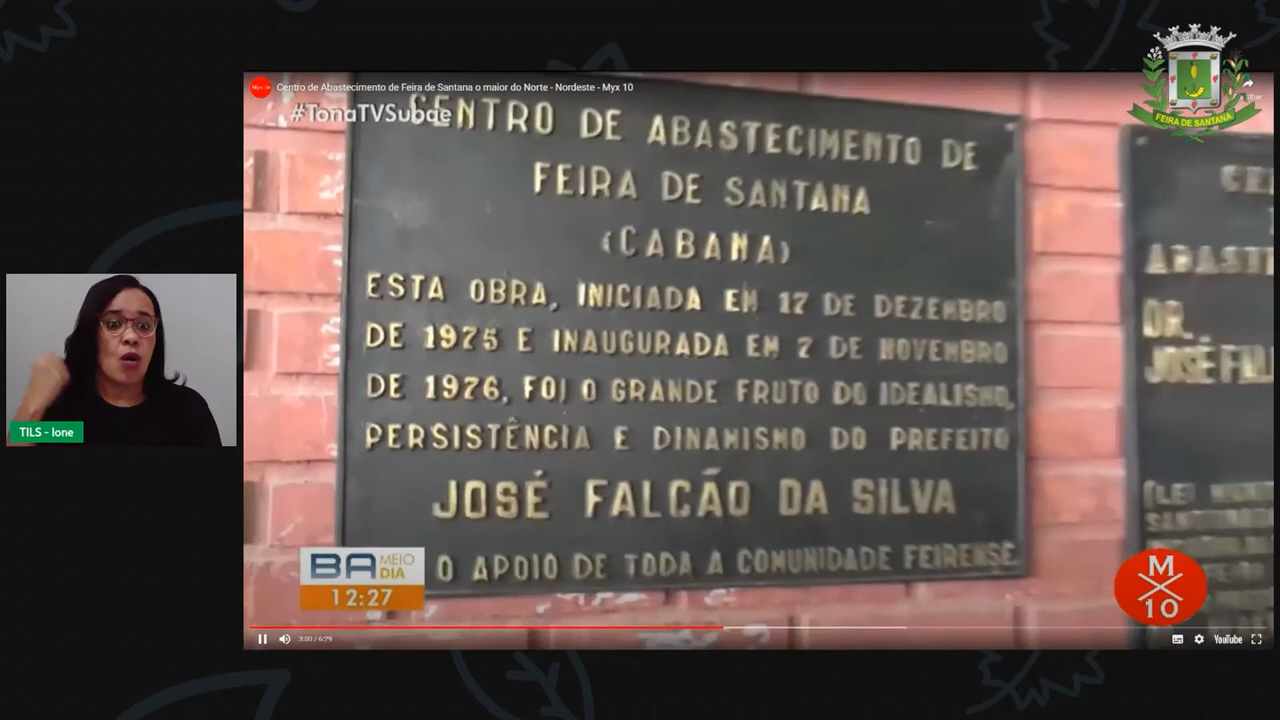 FEIRA DE SANTANA
Myx 10
Centro de Abastecimento de Feira de Santana o maior do Norte - Nordeste - Myx 10
#TonaTVSubae
CENTRO DE ABASTECIMENTO DE
FEIRA DE SANTANA
(CABANA)
ESTA OBRA, INICIADA EM 17 DE DEZEMBRO
DE 1975 E INAUGURADA EM 7 DE NOVEMBRO
DE 1976, FOI O GRANDE FRUTO DO IDEALISMO,
PERSISTÊNCIA E DINAMISMO DO PREFEITO
JOSÉ FALCÃO DA SILVA
O APOIO DE TODA A COMUNIDADE FEIRENSE
DR.
JOSÉ
TILS - Ione
BA MEIO
DIA
12:27
M
10
3:00 / 6:29
YouTube